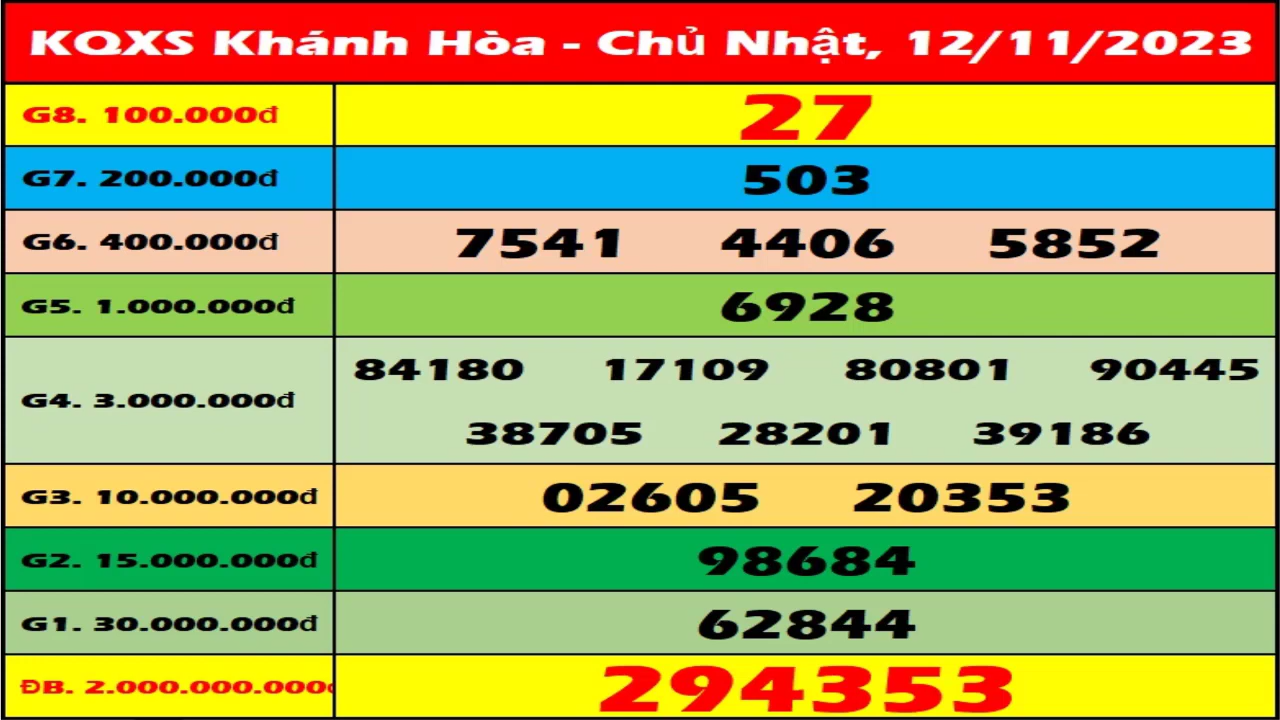 KQXS Khánh Hòa - Chủ Nhật, 12/11/2023
G8. 100.000đ 27
G7. 200.000đ 503
G6. 400.000đ 7541 4406 5852
G5. 1.000.000đ 6928
G4. 3.000.000đ 84180 17109 80801 90445
38705 28201 39186
G3. 10.000.000đ 02605 20353
G2. 15.000.000đ 98684
G1. 30.000.000đ 62844
ĐB. 2.000.000.000đ 294353